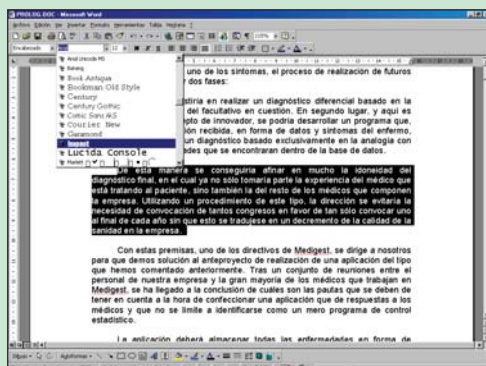 PROLOG.DOC - Microsoft Word
Archivo Edición Ver Insertar Formato Herramientas Tabla Ventana ?
Encabezado Arial 12 N K S
Arial Unicode MS
Batang
Book Antiqua
Bookman Old Style
Century
Century Gothic
Comic Sans MS
Courier New
Garamond
Impact
Lucida Console
Marlett
uno de los síntomas, el proceso de realización de futuros
dos fases:
en realizar un diagnóstico diferencial basado en la
del facultativo en cuestión. En segundo lugar, y aquí es
de innovador, se podría desarrollar un programa que,
recibida, en forma de datos y síntomas del enfermo,
un diagnóstico basado exclusivamente en la analogía con
que se encontraran dentro de la base de datos.
De esta manera se conseguiría afinar en mucho la idoneidad del
diagnóstico final, en el cual ya no sólo tomaría parte la experiencia del médico que
está tratando al paciente, sino también la del resto de los médicos que componen
la empresa. Utilizando un procedimiento de este tipo, la dirección se evitaría la
necesidad de convocación de tantos congresos en favor de tan sólo convocar uno
al final de cada año sin que esto se tradujese en un decremento de la calidad de la
sanidad en la empresa.
Con estas premisas, uno de los directivos de Medigest, se dirige a nosotros
para que demos solución al anteproyecto de realización de una aplicación del tipo
que hemos comentado anteriormente. Tras un conjunto de reuniones entre el
personal de nuestra empresa y la gran mayoría de los médicos que trabajan en
Medigest, se ha llegado a la conclusión de cuáles son las pautas que se deben de
tener en cuenta a la hora de confeccionar una aplicación que de respuestas a los
médicos y que no se limite a identificarse como un mero programa de control
estadístico.
La aplicación deberá almacenar todas las enfermedades en forma de
Dibujo Autoformas